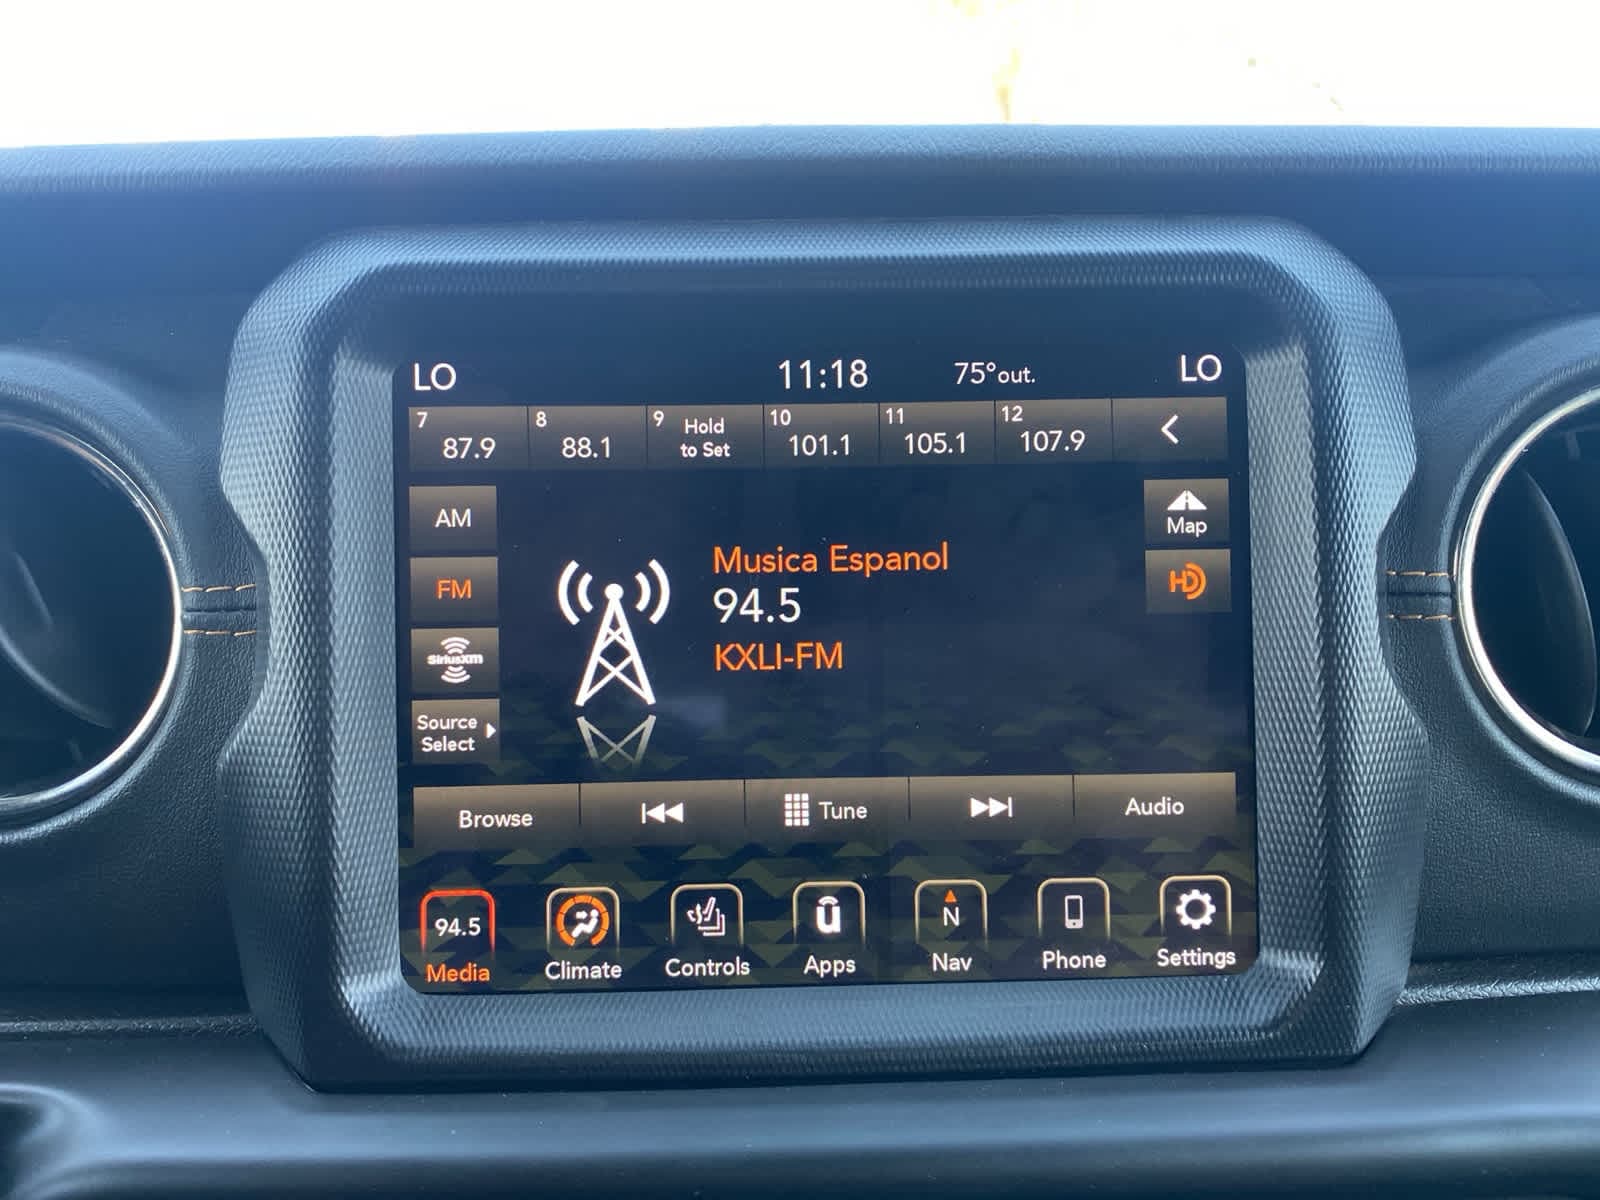 LO 11:18 75°out. LO
7 8 9 Hold 10 11 12
87.9 88.1 to Set 101.1 105.1 107.9
AM
FM
SiriusXM
Source
Select
Musica Espanol
94.5
KXLI-FM
Map
HD
Browse Tune Audio
94.5 û N
Media Climate Controls Apps Nav Phone Settings